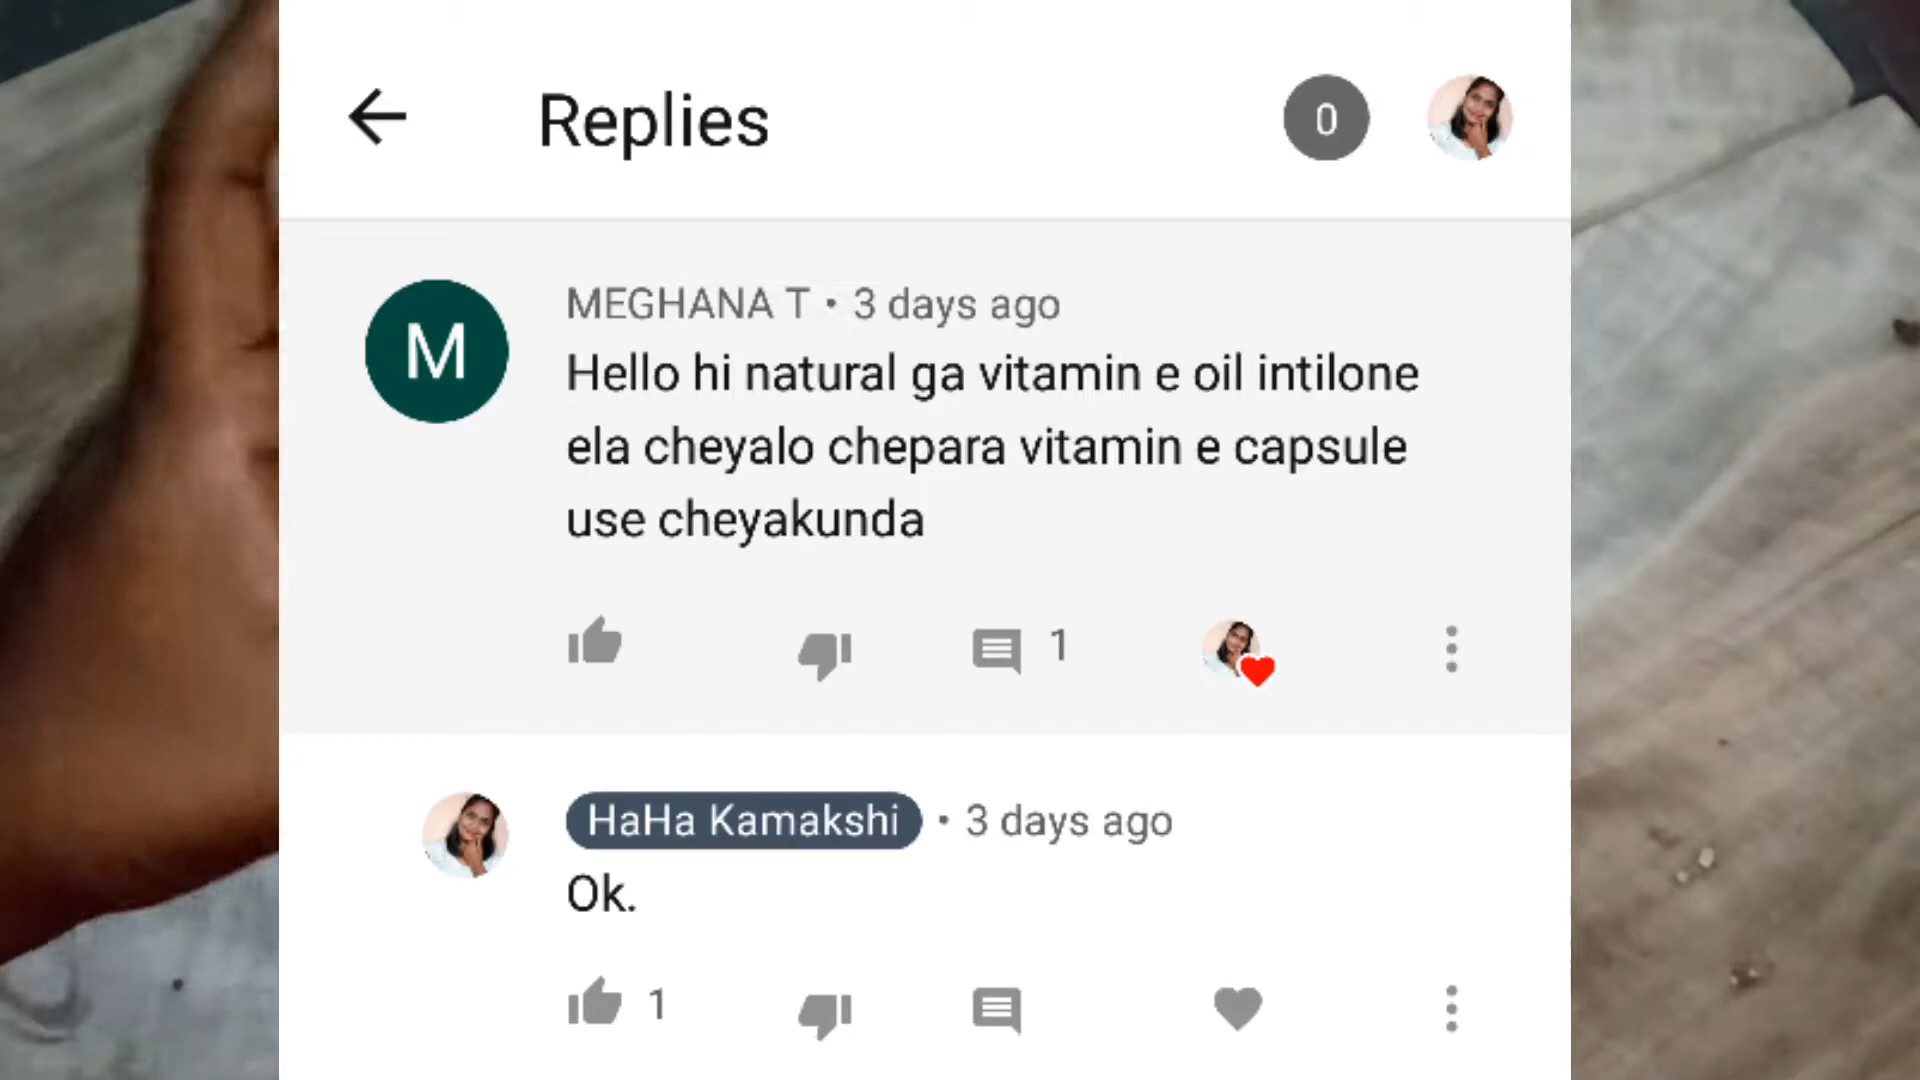 Replies
0
M
MEGHANA T • 3 days ago
Hello hi natural ga vitamin e oil intilone
ela cheyalo chepara vitamin e capsule
use cheyakunda
1
HaHa Kamakshi • 3 days ago
Ok.
1